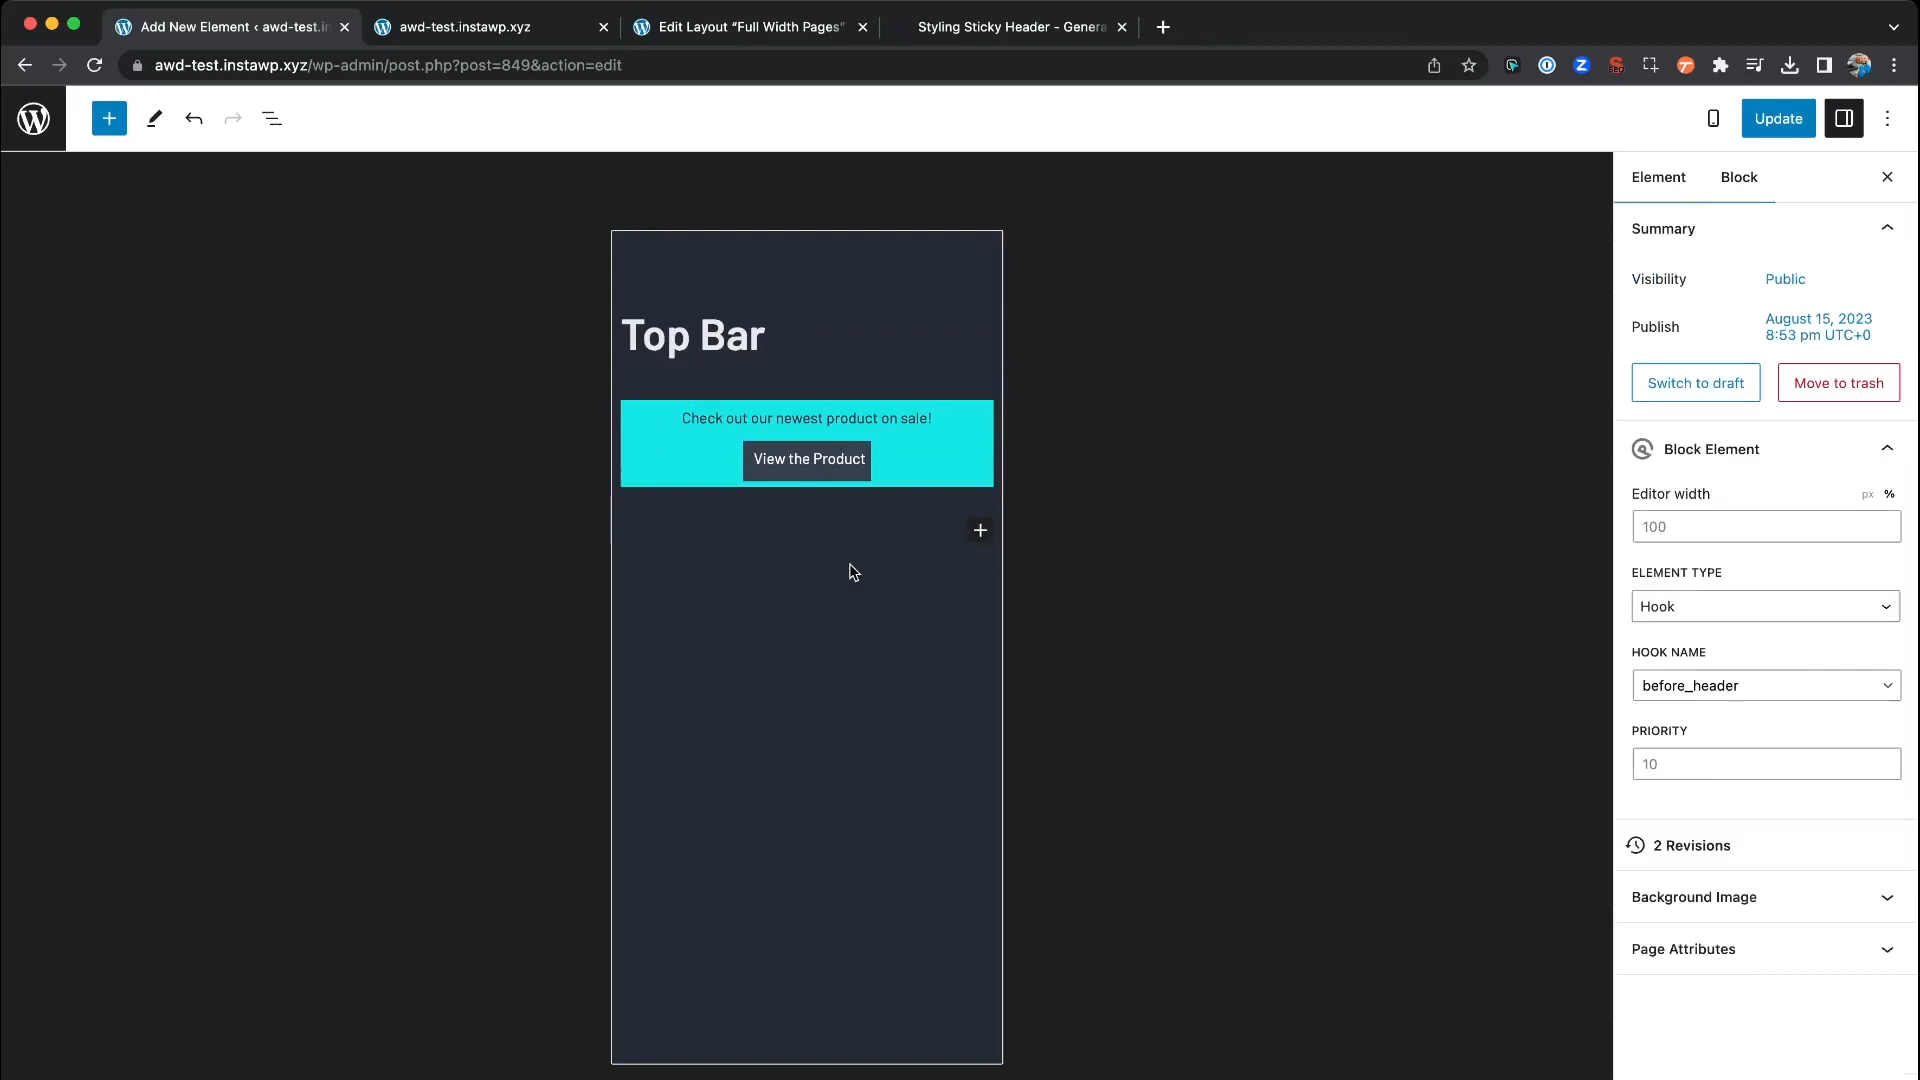 Add New Element ‹ awd-test.in
awd-test.instawp.xyz
Edit Layout “Full Width Pages”
Styling Sticky Header - Genera
awd-test.instawp.xyz/wp-admin/post.php?post=849&action=edit
Update
Element
Block
Summary
Visibility
Public
Publish
August 15, 2023
8:53 pm UTC+0
Switch to draft
Move to trash
Top Bar
Check out our newest product on sale!
View the Product
Block Element
Editor width
px
%
100
ELEMENT TYPE
Hook
HOOK NAME
before_header
PRIORITY
10
2 Revisions
Background Image
Page Attributes